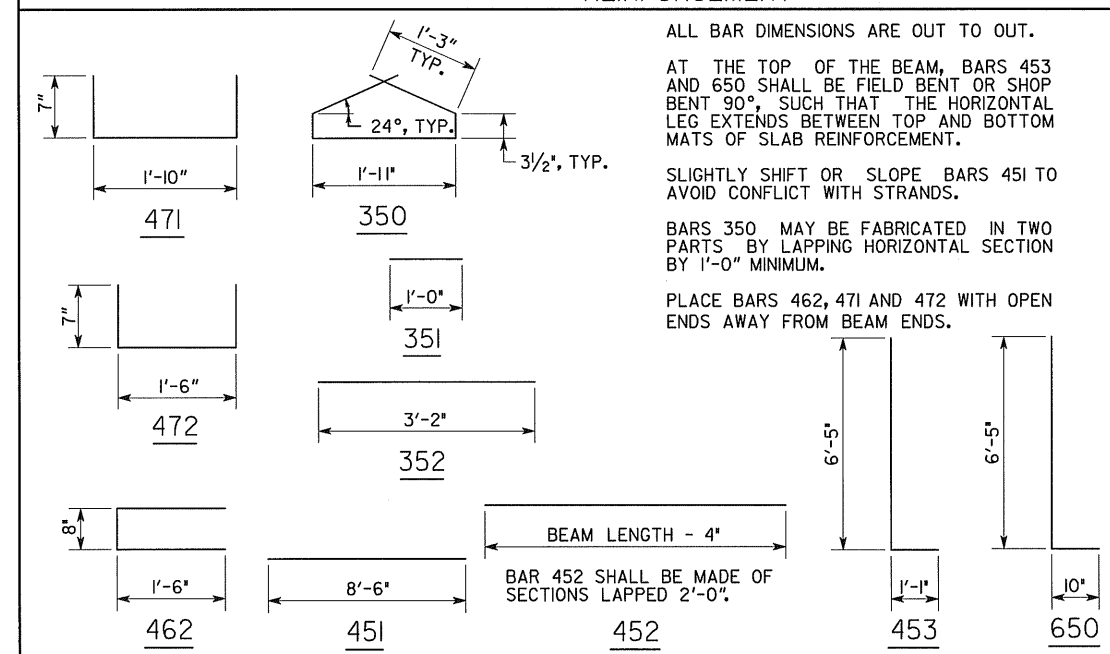 ALL BAR DIMENSIONS ARE OUT TO OUT.
AT THE TOP OF THE BEAM, BARS 453
AND 650 SHALL BE FIELD BENT OR SHOP
BENT 90°, SUCH THAT THE HORIZONTAL
LEG EXTENDS BETWEEN TOP AND BOTTOM
MATS OF SLAB REINFORCEMENT.
SLIGHTLY SHIFT OR SLOPE BARS 451 TO
AVOID CONFLICT WITH STRANDS.
BARS 350 MAY BE FABRICATED IN TWO
PARTS BY LAPPING HORIZONTAL SECTION
BY 1'-0" MINIMUM.
PLACE BARS 462, 471 AND 472 WITH OPEN
ENDS AWAY FROM BEAM ENDS.
7"
1'-10"
471
1'-3"
TYP.
24°, TYP.
3 1/2", TYP.
1'-11"
350
1'-0"
351
7"
1'-6"
472
3'-2"
352
8"
1'-6"
462
8'-6"
451
BEAM LENGTH - 4"
BAR 452 SHALL BE MADE OF
SECTIONS LAPPED 2'-0".
452
6'-5"
1'-1"
453
6'-5"
10"
650